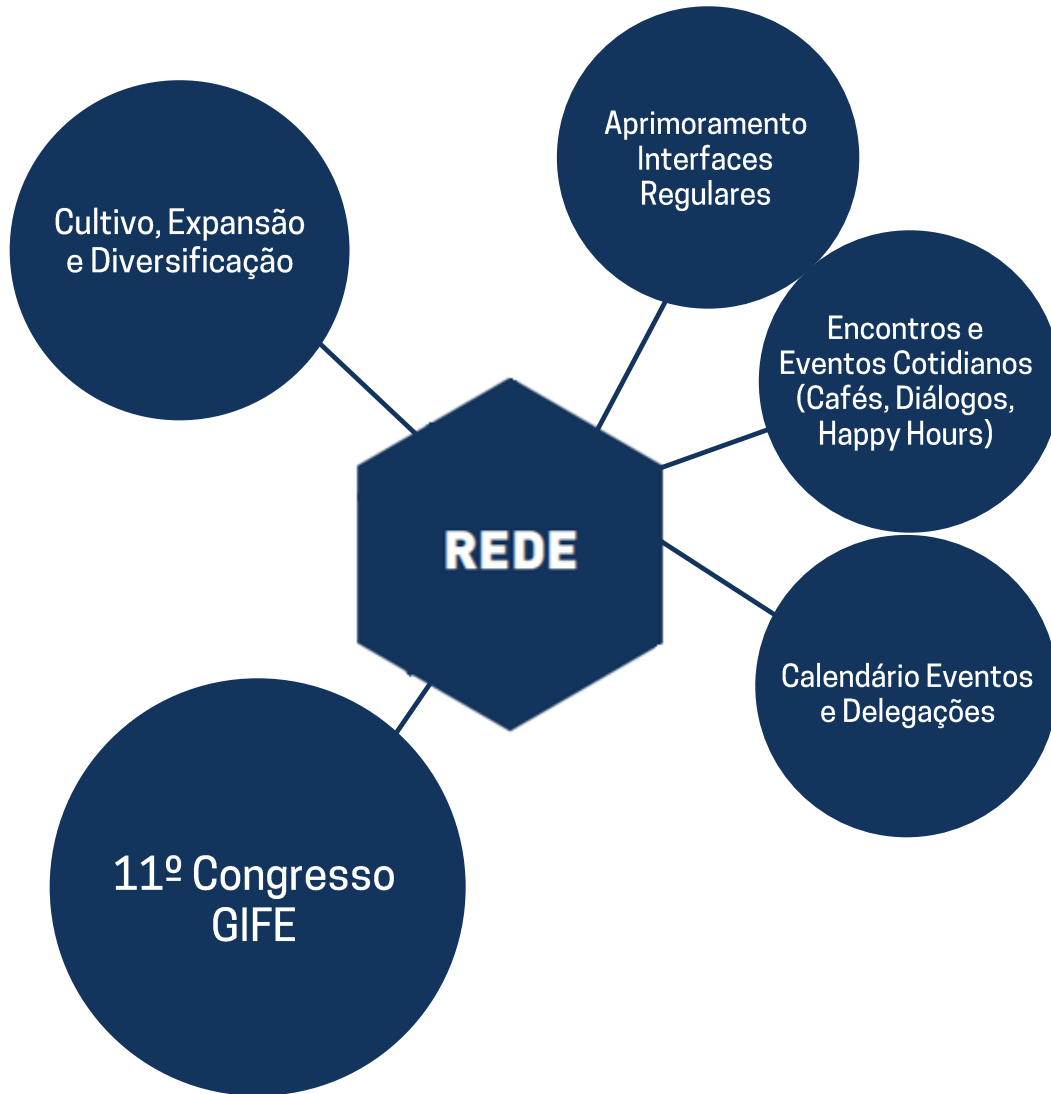 Aprimoramento
Interfaces
Regulares
Cultivo, Expansão
e Diversificação
Encontros e
Eventos Cotidianos
(Cafés, Diálogos,
Happy Hours)
REDE
Calendário Eventos
e Delegações
11º Congresso
GIFE